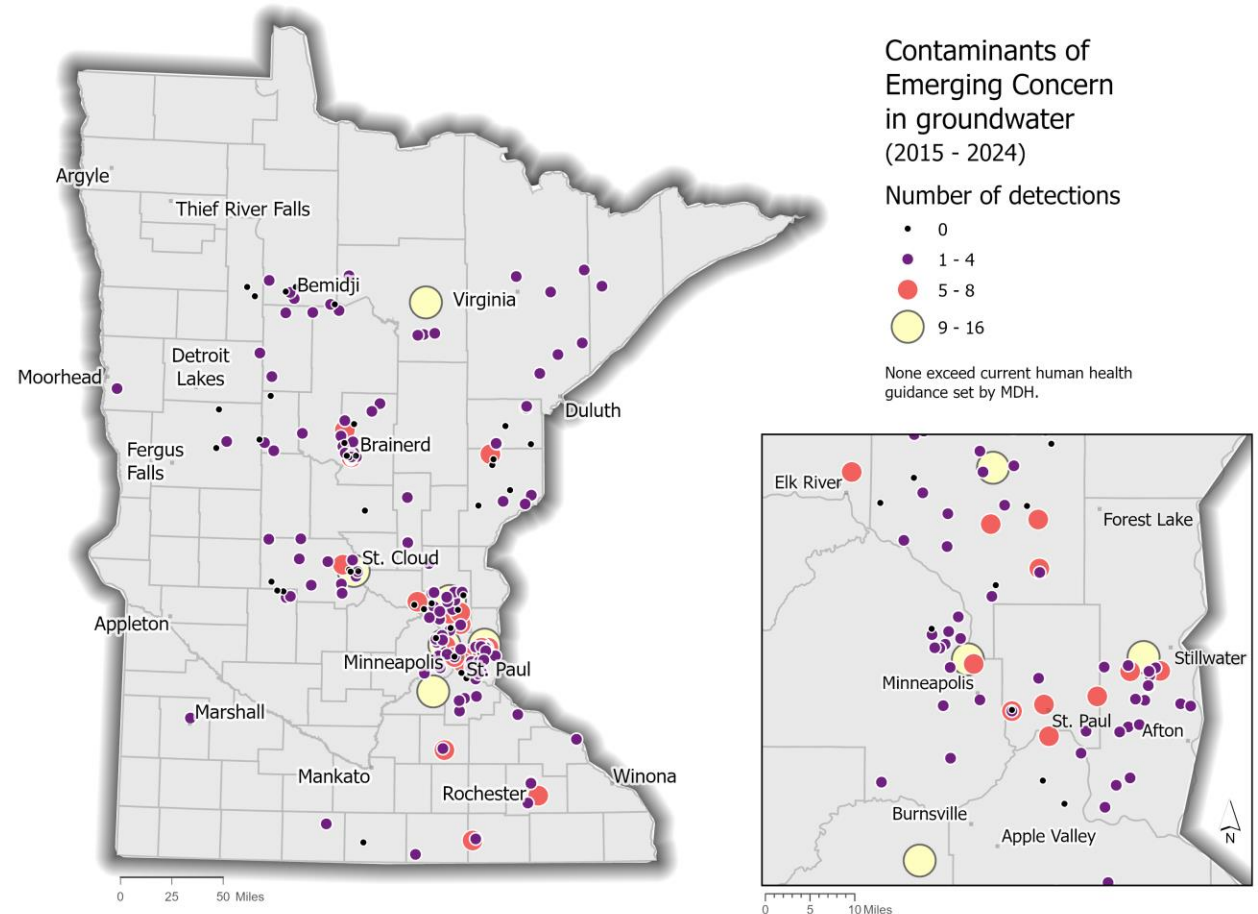 Contaminants of
Emerging Concern
in groundwater
(2015 - 2024)
Number of detections
0
1 - 4
5 - 8
9 - 16
None exceed current human health
guidance set by MDH.
Argyle
Thief River Falls
Bemidji
Virginia
Detroit
Lakes
Moorhead
Duluth
Brainerd
Fergus
Falls
St. Cloud
Appleton
Minneapolis
St. Paul
Marshall
Mankato
Winona
Rochester
0 25 50 Miles
Elk River
Forest Lake
Stillwater
Minneapolis
St. Paul
Afton
Burnsville
Apple Valley
N
0 5 10 Miles